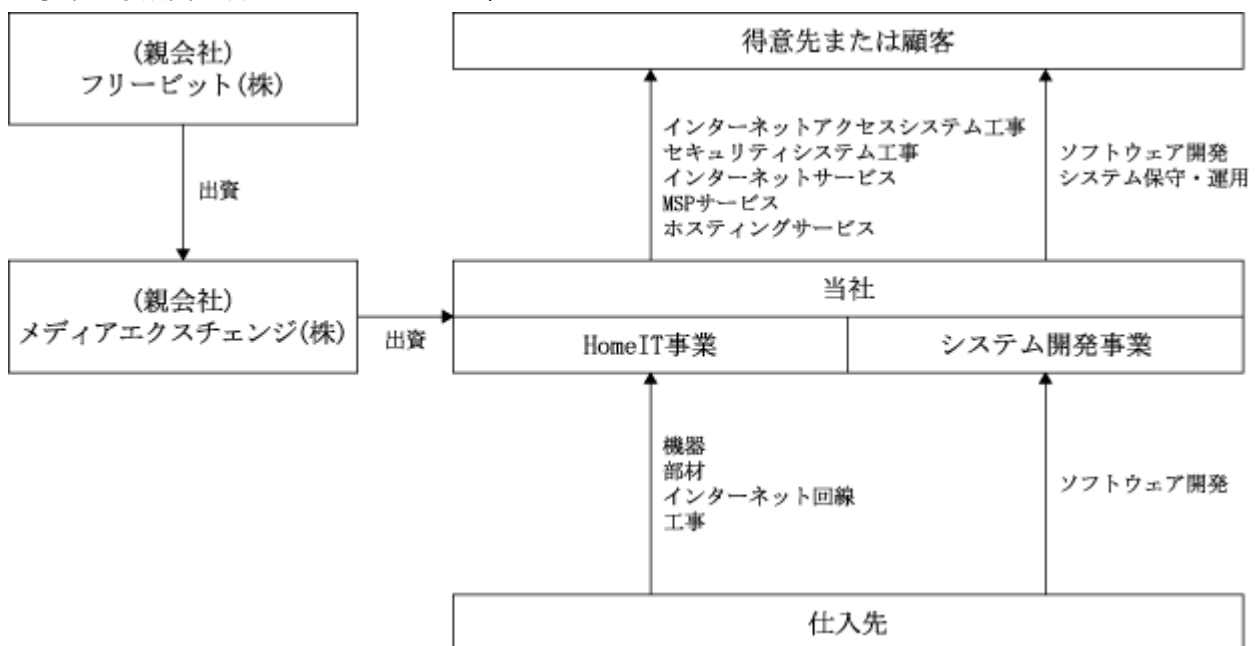 (親会社)
フリービット(株)
出資
(親会社)
メディアエクスチェンジ(株)
出資
得意先または顧客
インターネットアクセスシステム工事
セキュリティシステム工事
インターネットサービス
MSPサービス
ホスティングサービス
ソフトウェア開発
システム保守・運用
当社
HomeIT事業
システム開発事業
機器
部材
インターネット回線
工事
ソフトウェア開発
仕入先